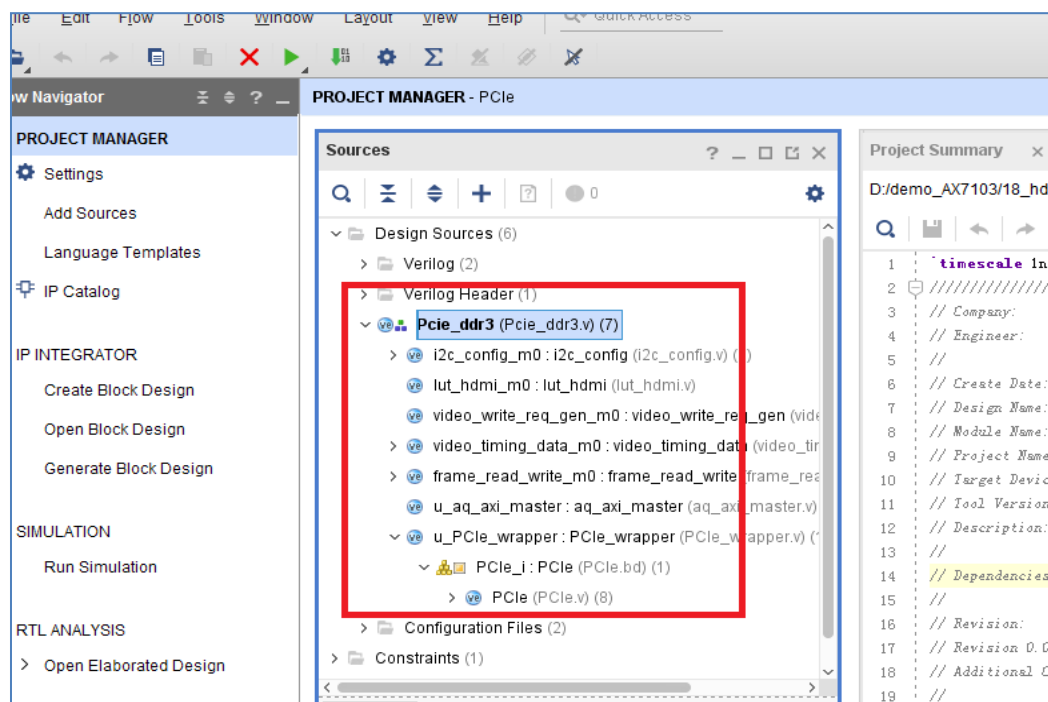 File Edit Flow Tools Window Layout View Help Quick Access
Navigator
PROJECT MANAGER - PCIe
PROJECT MANAGER
Settings
Add Sources
Language Templates
IP Catalog
IP INTEGRATOR
Create Block Design
Open Block Design
Generate Block Design
SIMULATION
Run Simulation
RTL ANALYSIS
Open Elaborated Design
Sources
0
Design Sources (6)
Verilog (2)
Verilog Header (1)
Pcie_ddr3 (Pcie_ddr3.v) (7)
i2c_config_m0 : i2c_config (i2c_config.v)
lut_hdmi_m0 : lut_hdmi (lut_hdmi.v)
video_write_req_gen_m0 : video_write_req_gen (vide
video_timing_data_m0 : video_timing_data (video_tir
frame_read_write_m0 : frame_read_write (frame_rea
u_aq_axi_master : aq_axi_master (aq_axi_master.v)
u_PCIe_wrapper : PCIe_wrapper (PCIe_wrapper.v)
PCIe_i : PCIe (PCIe.bd) (1)
PCIe (PCIe.v) (8)
Configuration Files (2)
Constraints (1)
Project Summary
D:/demo_AX7103/18_hd
1 `timescale 1n
2 ///////////////
3 // Company:
4 // Engineer:
5 //
6 // Create Date:
7 // Design Name:
8 // Module Name:
9 // Project Name
10 // Target Devic
11 // Tool Version
12 // Description:
13 //
14 // Dependencies
15 //
16 // Revision:
17 // Revision 0.0
18 // Additional C
19 //